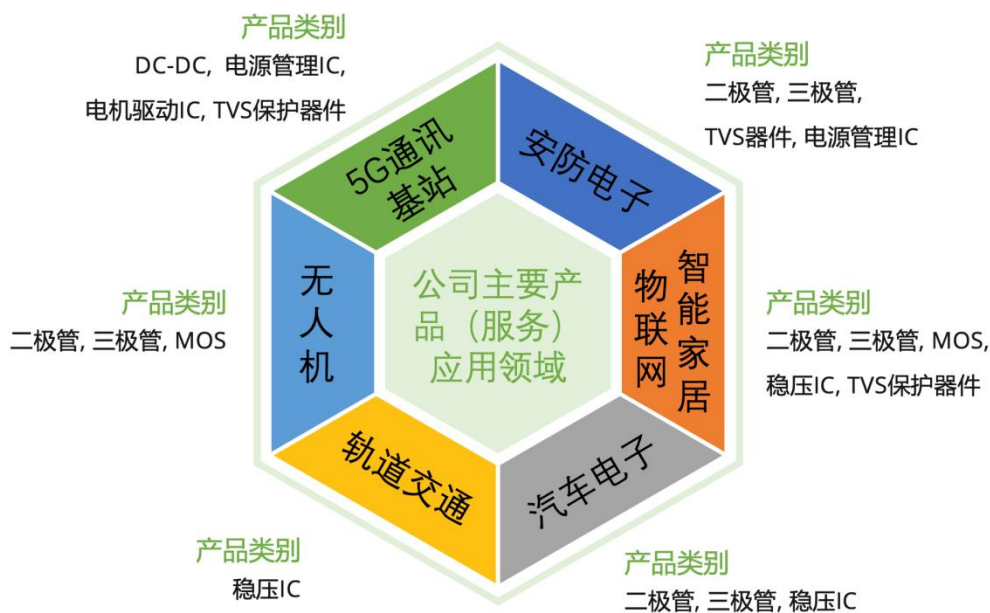 产品类别
DC-DC, 电源管理IC,
电机驱动IC, TVS保护器件
产品类别
二极管, 三极管,
TVS器件, 电源管理IC
5G通讯
基站
安防电子
无人机
公司主要产
品（服务）
应用领域
智能家居
物联网
产品类别
二极管, 三极管, MOS
产品类别
二极管, 三极管, MOS,
稳压IC, TVS保护器件
轨道交通
汽车电子
产品类别
稳压IC
产品类别
二极管, 三极管, 稳压IC